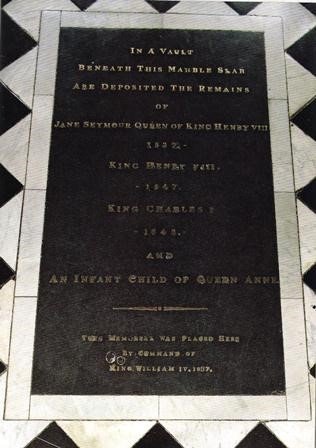 IN A VAULT
BENEATH THIS MARBLE SLAB
ARE DEPOSITED THE REMAINS
OF
JANE SEYMOUR QUEEN OF KING HENRY VIII
1537.
KING HENRY VIII.
- 1547.
KING CHARLES I
- 1648. -
AND
AN INFANT CHILD OF QUEEN ANNE.
THIS MEMORIAL WAS PLACED HERE
BY COMMAND OF
KING WILLIAM IV. 1837.